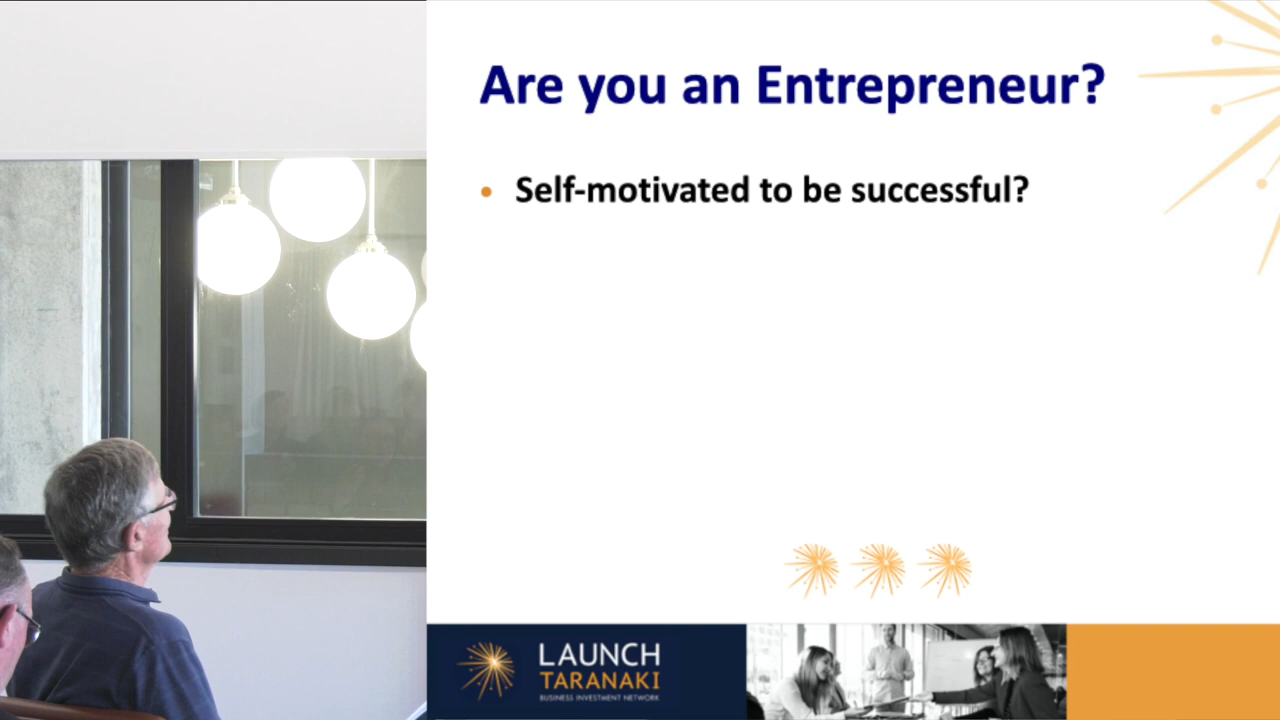 Are you an Entrepreneur?
• Self-motivated to be successful?
LAUNCH
TARANAKI
BUSINESS INVESTMENT NETWORK